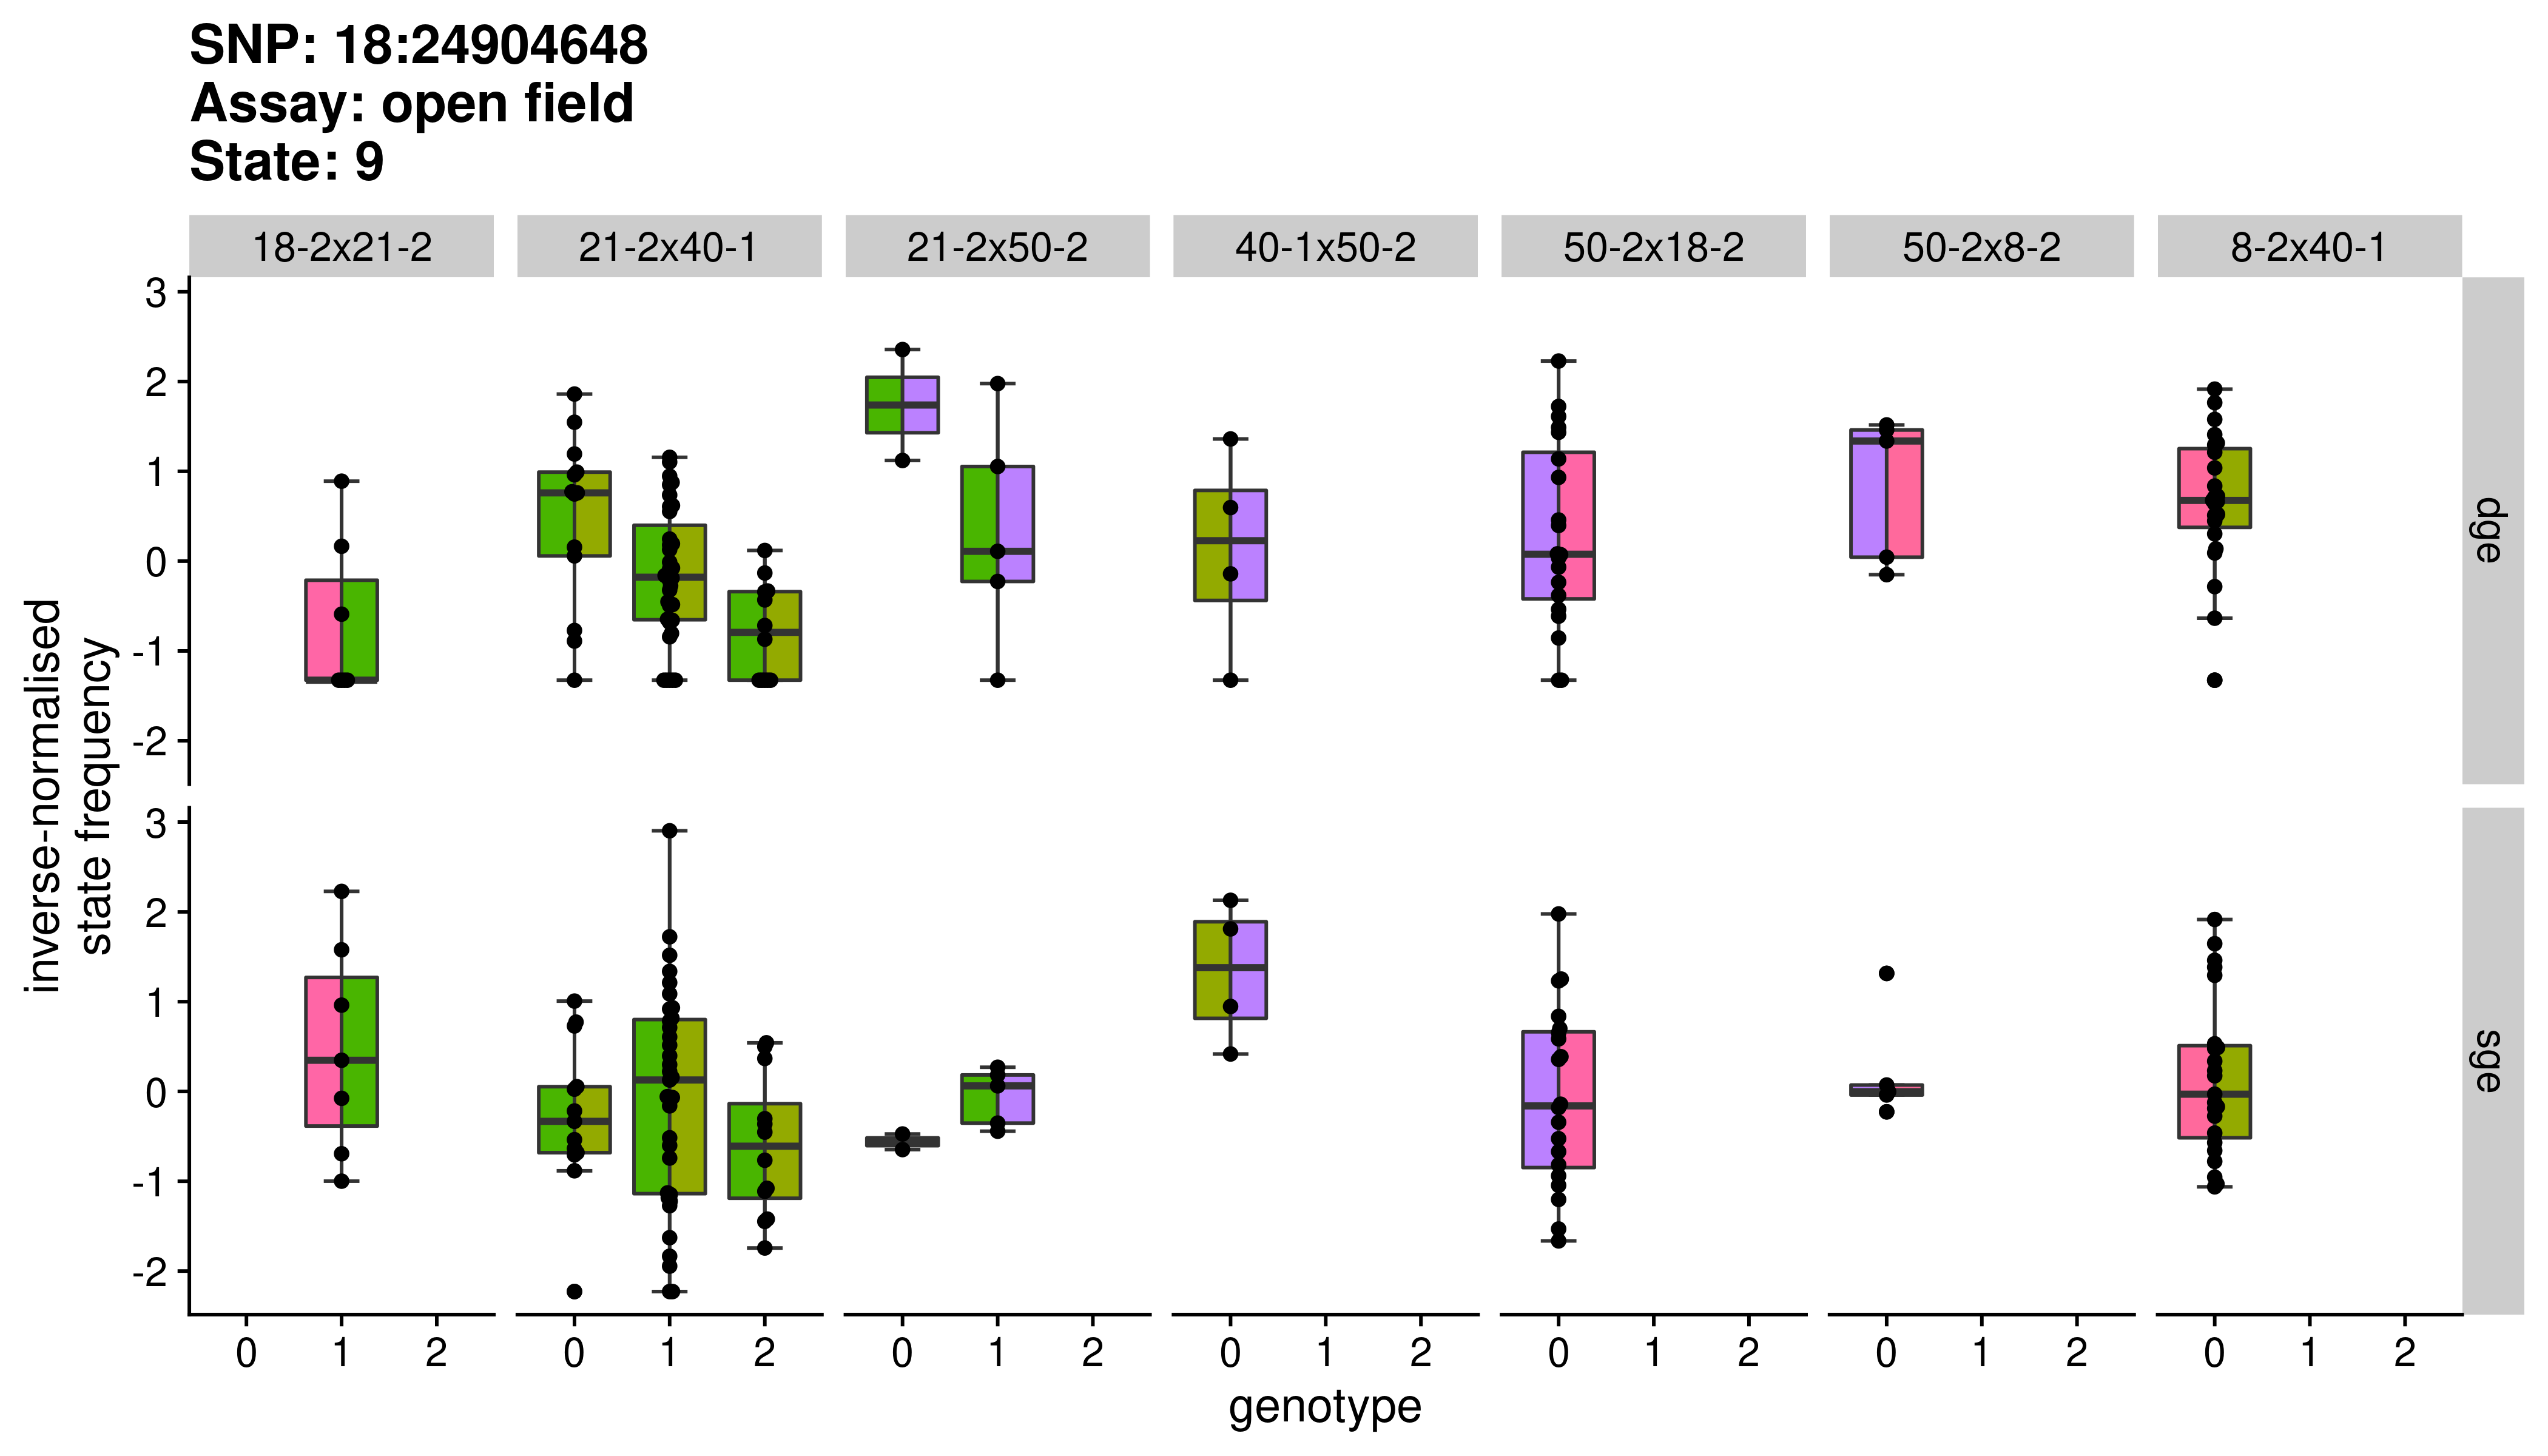 SNP: 18:24904648
Assay: open field
State: 9
18-2x21-2 21-2x40-1 21-2x50-2 40-1x50-2 50-2x18-2 50-2x8-2 8-2x40-1
3
2
1
0
-1
-2
dge
inverse-normalised
state frequency
3
2
1
0
-1
-2
sge
0 1 2 0 1 2 0 1 2 0 1 2 0 1 2 0 1 2 0 1 2
genotype